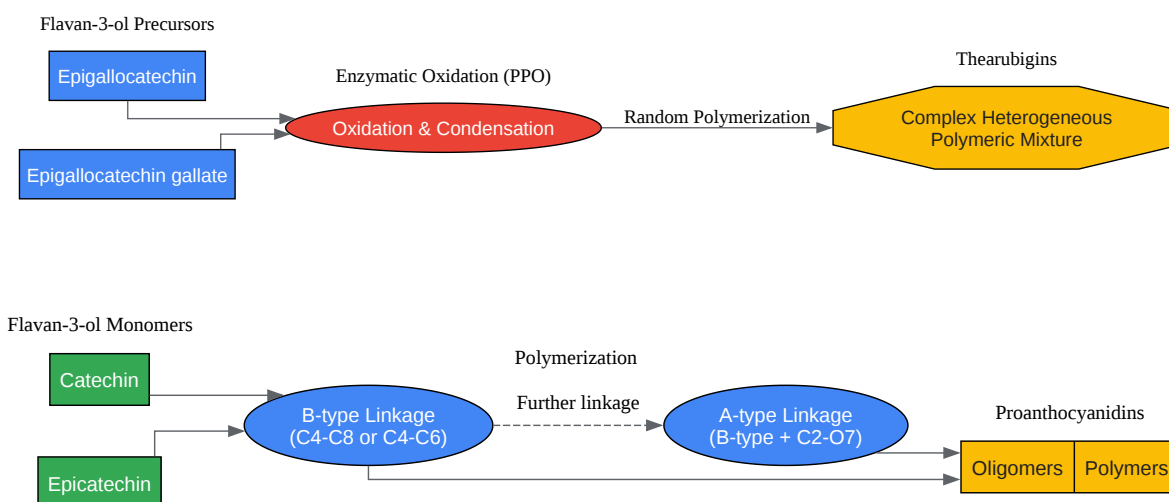 Flavan-3-ol Precursors
Epigallocatechin
Epigallocatechin gallate
Enzymatic Oxidation (PPO)
Oxidation & Condensation
Random Polymerization
Thearubigins
Complex Heterogeneous
Polymeric Mixture
Flavan-3-ol Monomers
Catechin
Epicatechin
Polymerization
B-type Linkage
(C4-C8 or C4-C6)
Further linkage
A-type Linkage
(B-type + C2-O7)
Proanthocyanidins
Oligomers
Polymers